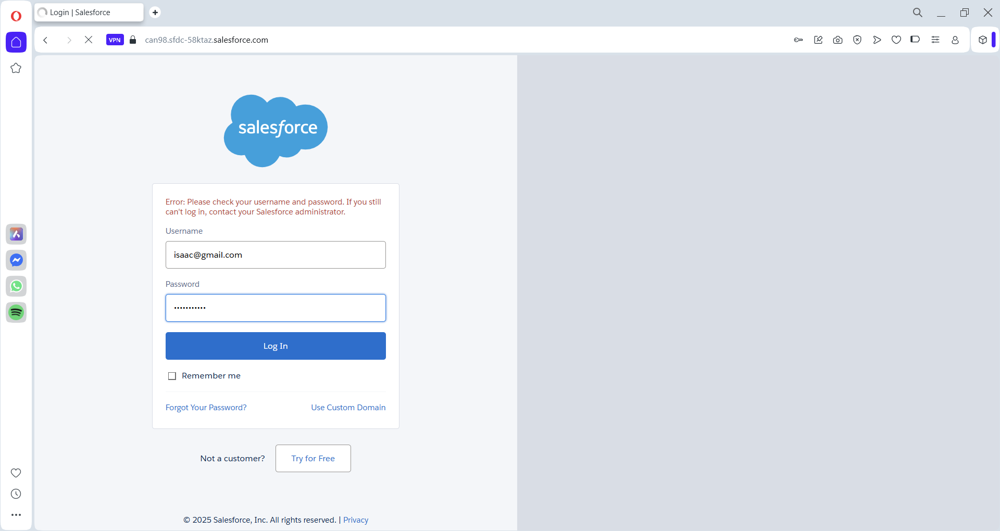 Login | Salesforce
VPN
can98.sfdc-58ktaz.salesforce.com
salesforce
Error: Please check your username and password. If you still
can't log in, contact your Salesforce administrator.
Username
isaac@gmail.com
Password
•••••••••••
Log In
Remember me
Forgot Your Password?
Use Custom Domain
Not a customer?
Try for Free
© 2025 Salesforce, Inc. All rights reserved. | Privacy